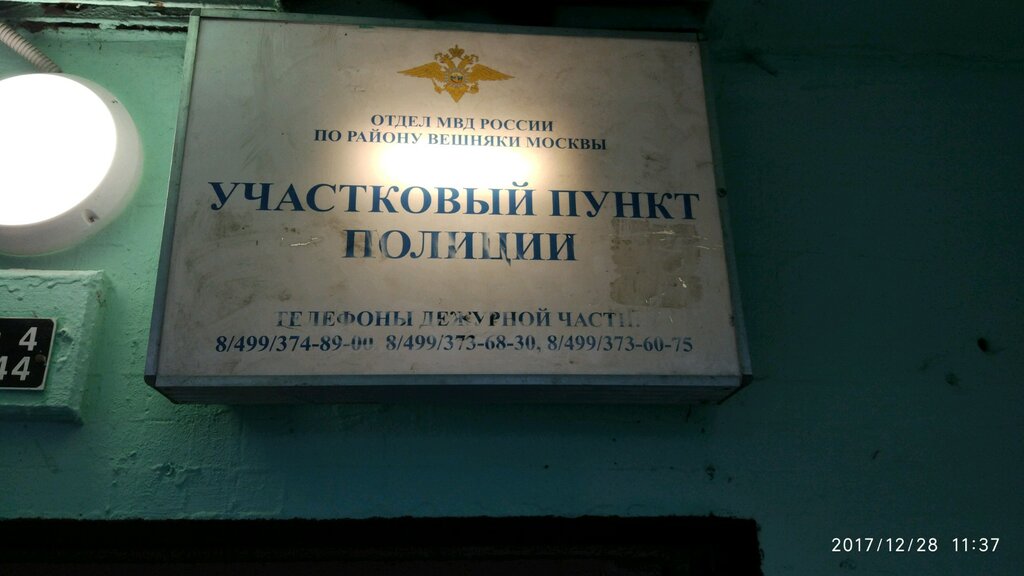 ОТДЕЛ МВД РОССИИ
ПО РАЙОНУ ВЕШНЯКИ МОСКВЫ
УЧАСТКОВЫЙ ПУНКТ
ПОЛИЦИИ
ТЕЛЕФОНЫ ДЕЖУРНОЙ ЧАСТИ:
8/499/374-89-00, 8/499/373-68-30, 8/499/373-60-75
4
44
2017/12/28 11:37